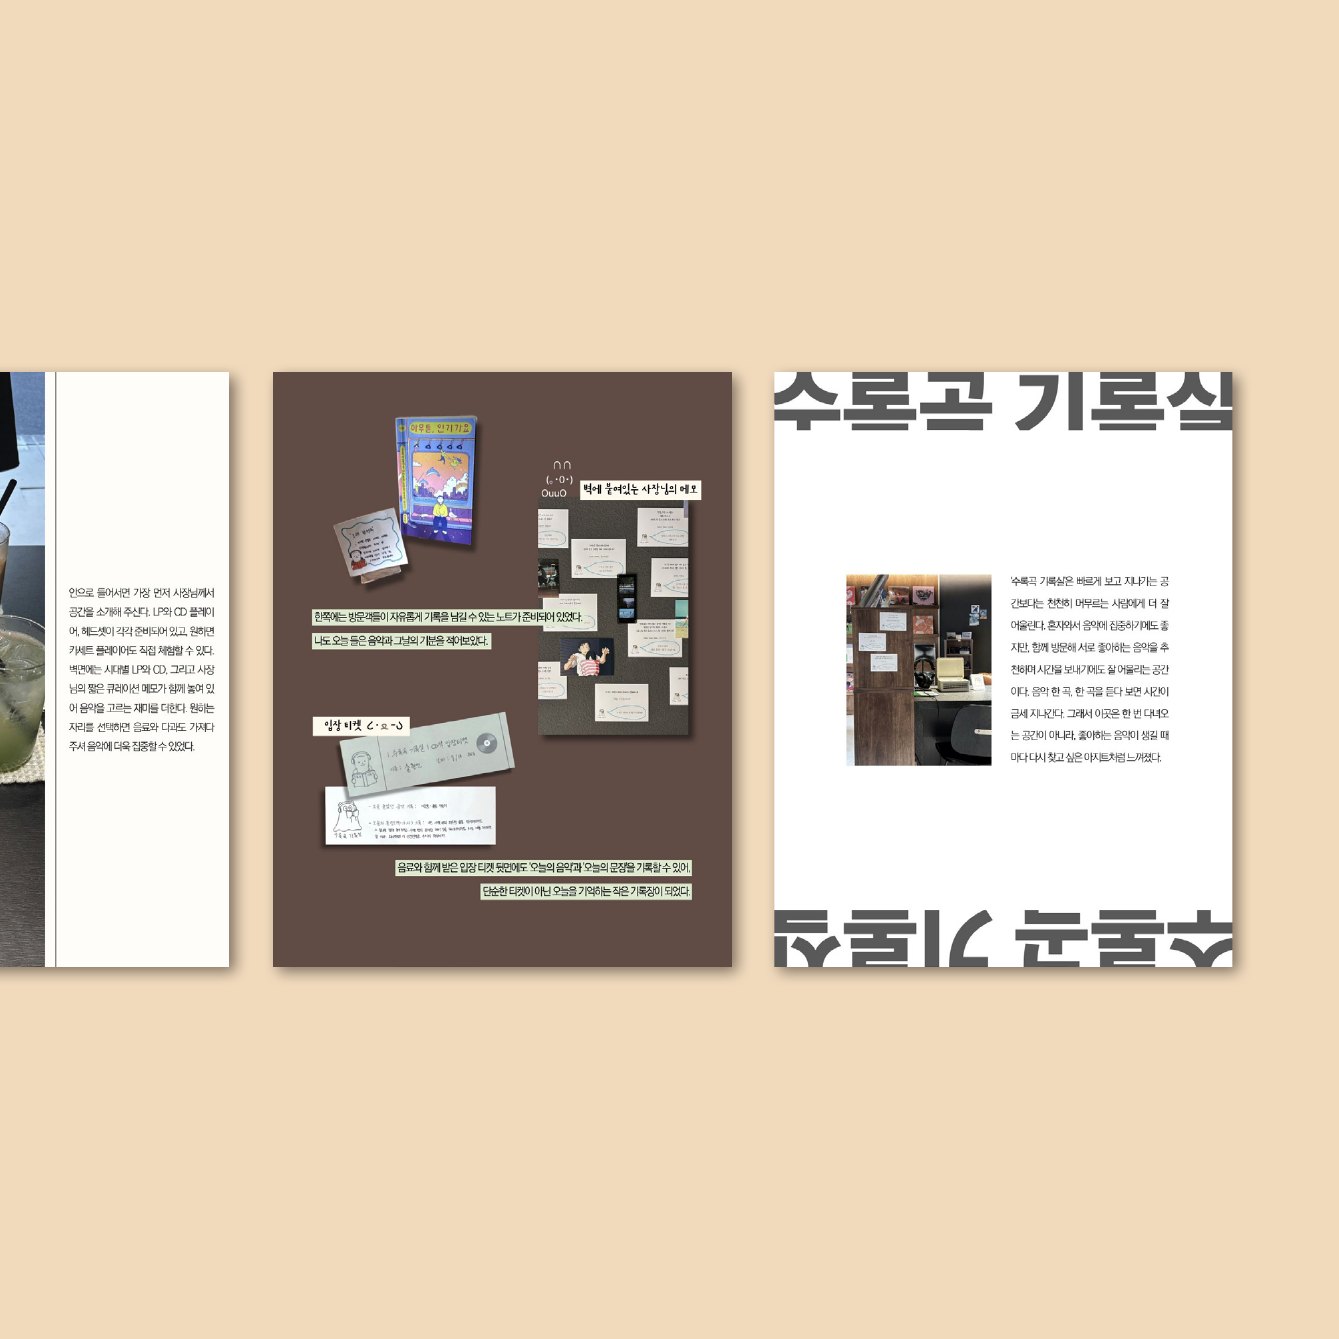 안으로 들어서면 가장 먼저 사장님께서
공간을 소개해 주신다. LP와 CD 플레이
어, 헤드셋이 각각 준비되어 있고, 원하면
카세트 플레이어도 직접 체험할 수 있다.
벽면에는 시대별 LP와 CD, 그리고 사장
님의 짧은 큐레이션 메모가 함께 놓여 있
어 음악을 고르는 재미를 더한다. 원하는
자리를 선택하면 음료와 다과도 가져다
주셔 음악에 더욱 집중할 수 있었다.
아무튼, 인기가요
∩∩
(。•0•)
OuuO
벽에 붙여있는 사장님의 메모
한쪽에는 방문객들이 자유롭게 기록을 남길 수 있는 노트가 준비되어 있었다.
나도 오늘 들은 음악과 그날의 기분을 적어보았다.
입장 티켓
음료와 함께 받은 입장 티켓 뒷면에도 '오늘의 음악'과 '오늘의 문장'을 기록할 수 있어,
단순한 티켓이 아닌 오늘을 기억하는 작은 기록장이 되었다.
수록곡 기록실
'수록곡 기록실'은 빠르게 보고 지나가는 공
간보다는 천천히 머무르는 사람에게 더 잘
어울린다. 혼자와서 음악에 집중하기에도 좋
지만, 함께 방문해 서로 좋아하는 음악을 추
천하며 시간을 보내기에도 잘 어울리는 공간
이다. 음악 한 곡, 한 곡을 듣다 보면 시간이
금세 지나간다. 그래서 이곳은 한 번 다녀오
는 공간이 아니라, 좋아하는 음악이 생길 때
마다 다시 찾고 싶은 아지트처럼 느껴졌다.
수록곡 기록실